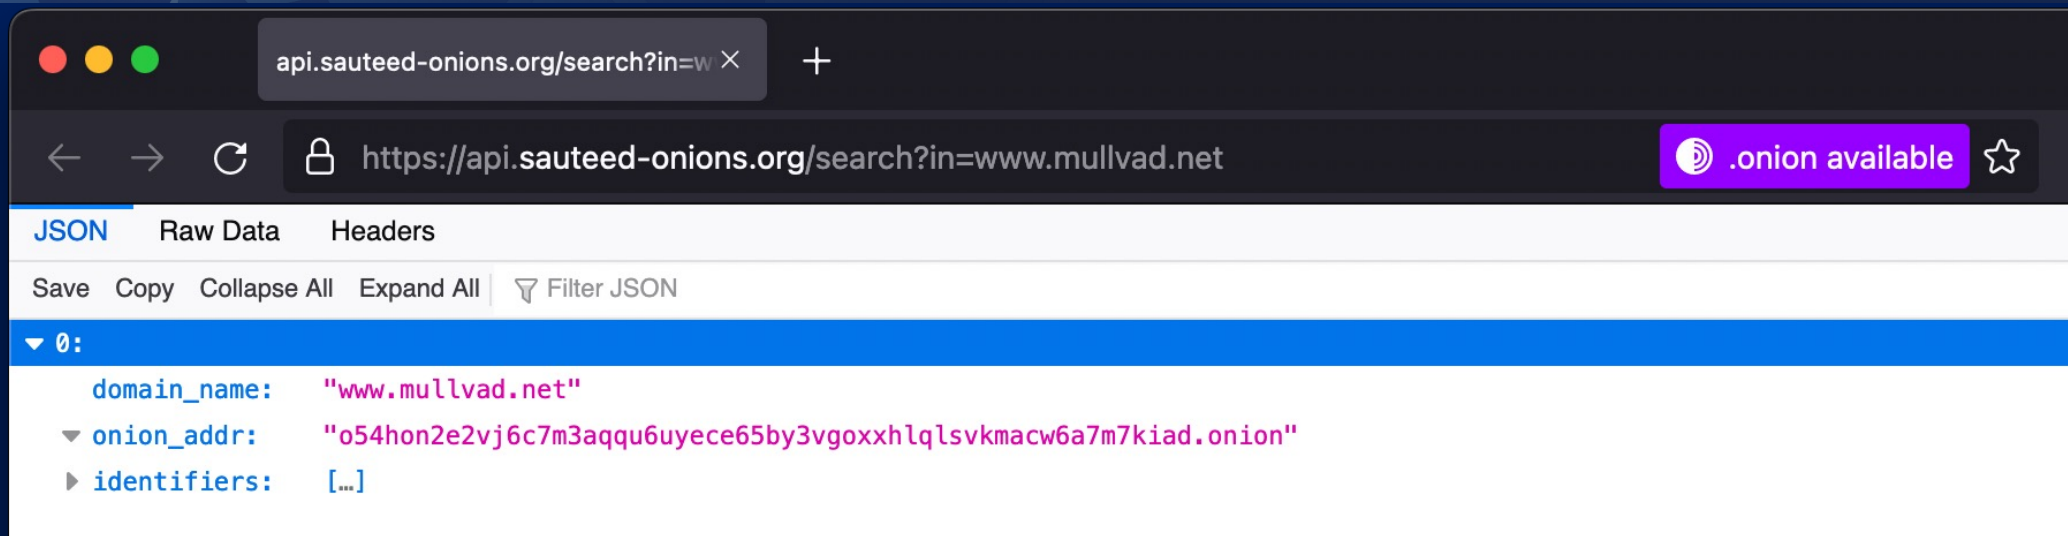 api.sauteed-onions.org/search?in=w
https://api.sauteed-onions.org/search?in=www.mullvad.net
.onion available
JSON Raw Data Headers
Save Copy Collapse All Expand All Filter JSON
0:
domain_name: "www.mullvad.net"
onion_addr: "o54hon2e2vj6c7m3aqqu6uyece65by3vgoxxhlqlsvkmacw6a7m7kiad.onion"
identifiers: […]